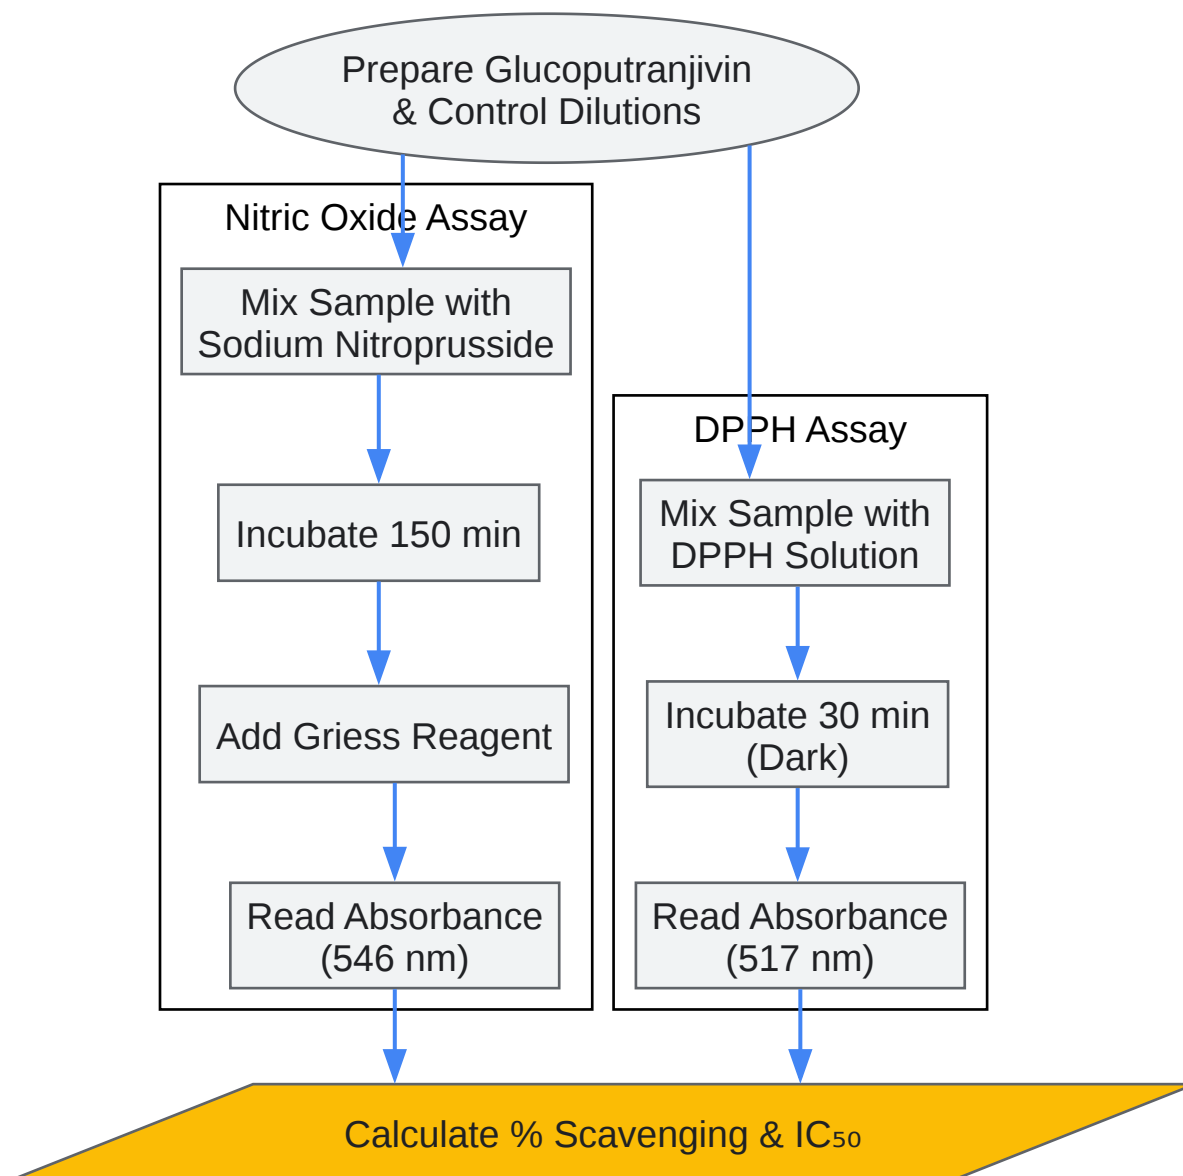 Prepare Glucoputranjivin
& Control Dilutions
Nitric Oxide Assay
Mix Sample with
Sodium Nitroprusside
Incubate 150 min
Add Griess Reagent
Read Absorbance
(546 nm)
DPPH Assay
Mix Sample with
DPPH Solution
Incubate 30 min
(Dark)
Read Absorbance
(517 nm)
Calculate % Scavenging & IC₅₀